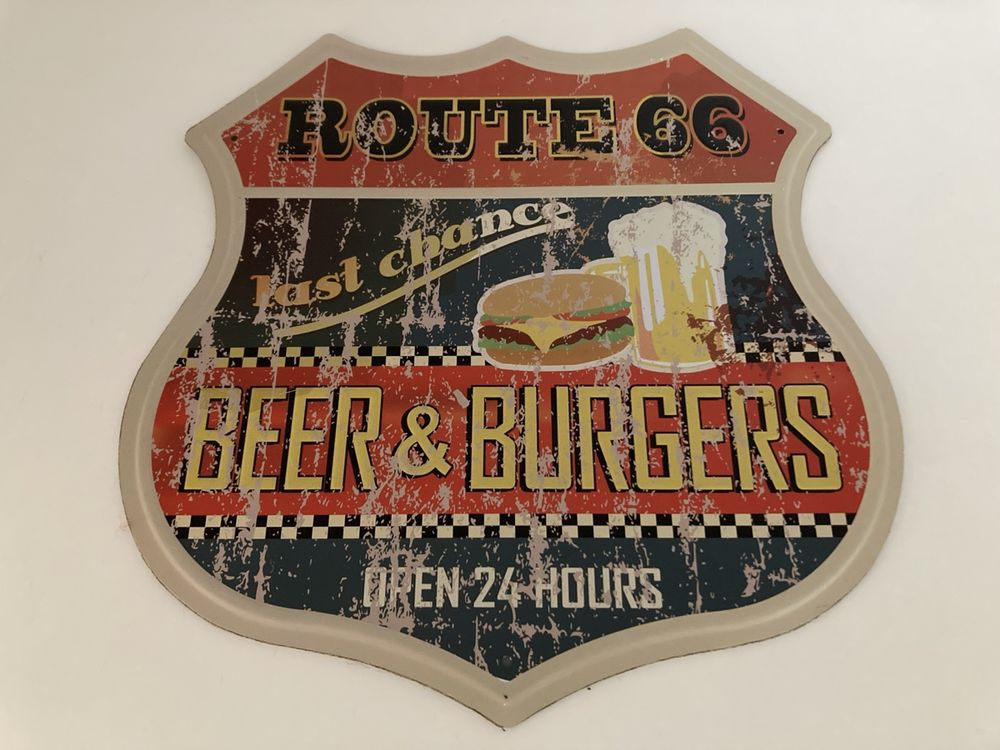 ROUTE 66
last chance
BEER & BURGERS
OPEN 24 HOURS